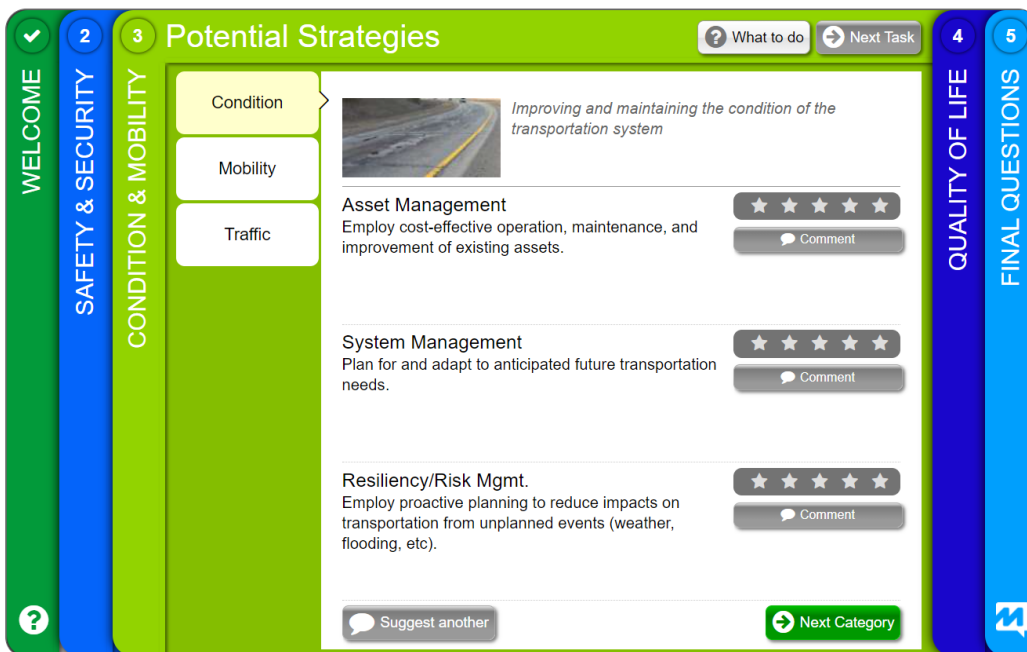 WELCOME
2
SAFETY & SECURITY
3
CONDITION & MOBILITY
Potential Strategies
? What to do
Next Task
Condition
Mobility
Traffic
Improving and maintaining the condition of the
transportation system
Asset Management
Employ cost-effective operation, maintenance, and
improvement of existing assets.
Comment
System Management
Plan for and adapt to anticipated future transportation
needs.
Comment
Resiliency/Risk Mgmt.
Employ proactive planning to reduce impacts on
transportation from unplanned events (weather,
flooding, etc).
Comment
Suggest another
Next Category
4
QUALITY OF LIFE
5
FINAL QUESTIONS
?